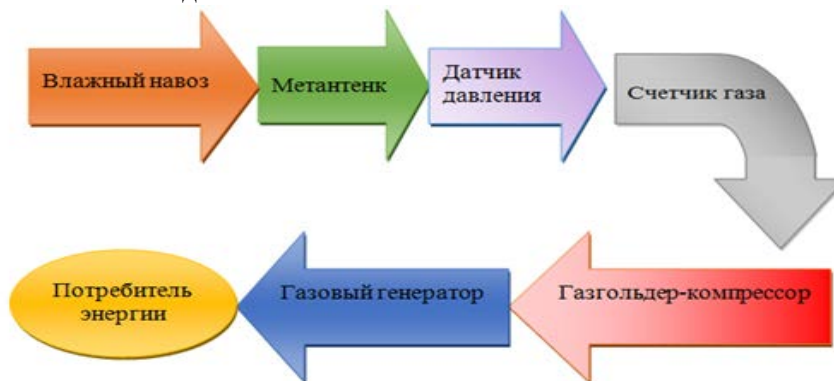 Влажный навоз
Метантенк
Датчик
давления
Счетчик газа
Потребитель
энергии
Газовый генератор
Газгольдер-компрессор